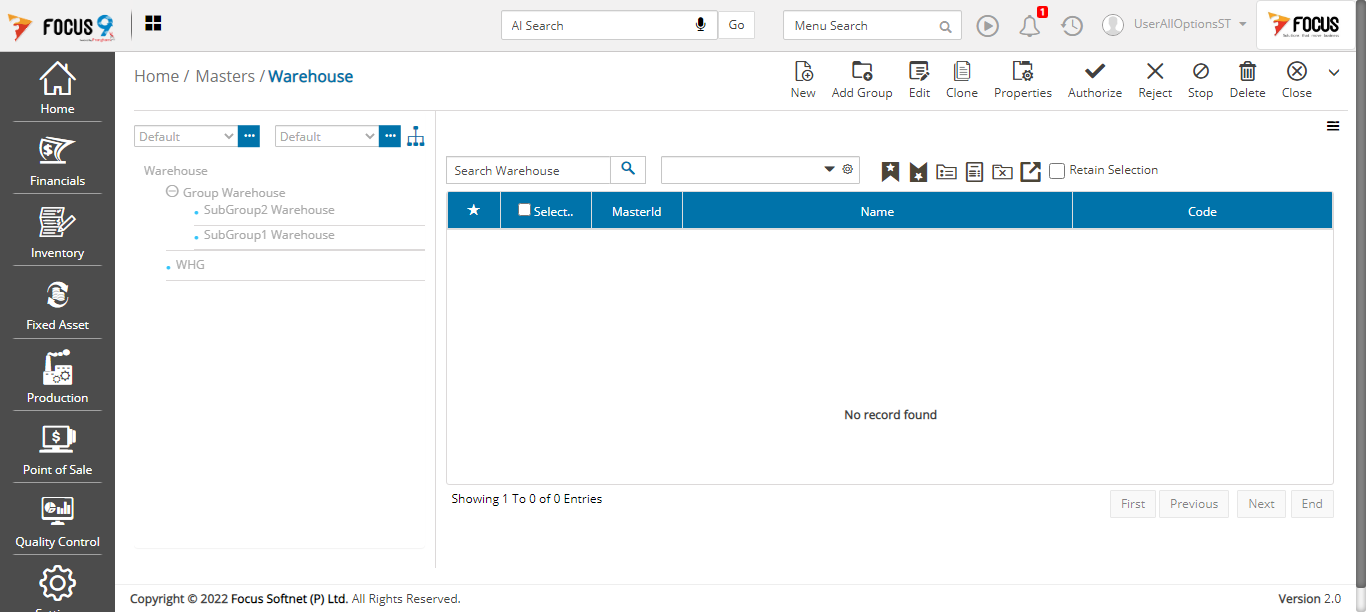 FOCUS 9
AI Search
Go
Menu Search
1
UserAllOptionsST
FOCUS
Home / Masters / Warehouse
New
Add Group
Edit
Clone
Properties
Authorize
Reject
Stop
Delete
Close
Home
Financials
Inventory
Fixed Asset
Production
Point of Sale
Quality Control
Default
Default
Warehouse
Group Warehouse
SubGroup2 Warehouse
SubGroup1 Warehouse
WHG
Search Warehouse
Retain Selection
Select..
MasterId
Name
Code
No record found
Showing 1 To 0 of 0 Entries
First
Previous
Next
End
Copyright © 2022 Focus Softnet (P) Ltd. All Rights Reserved.
Version 2.0